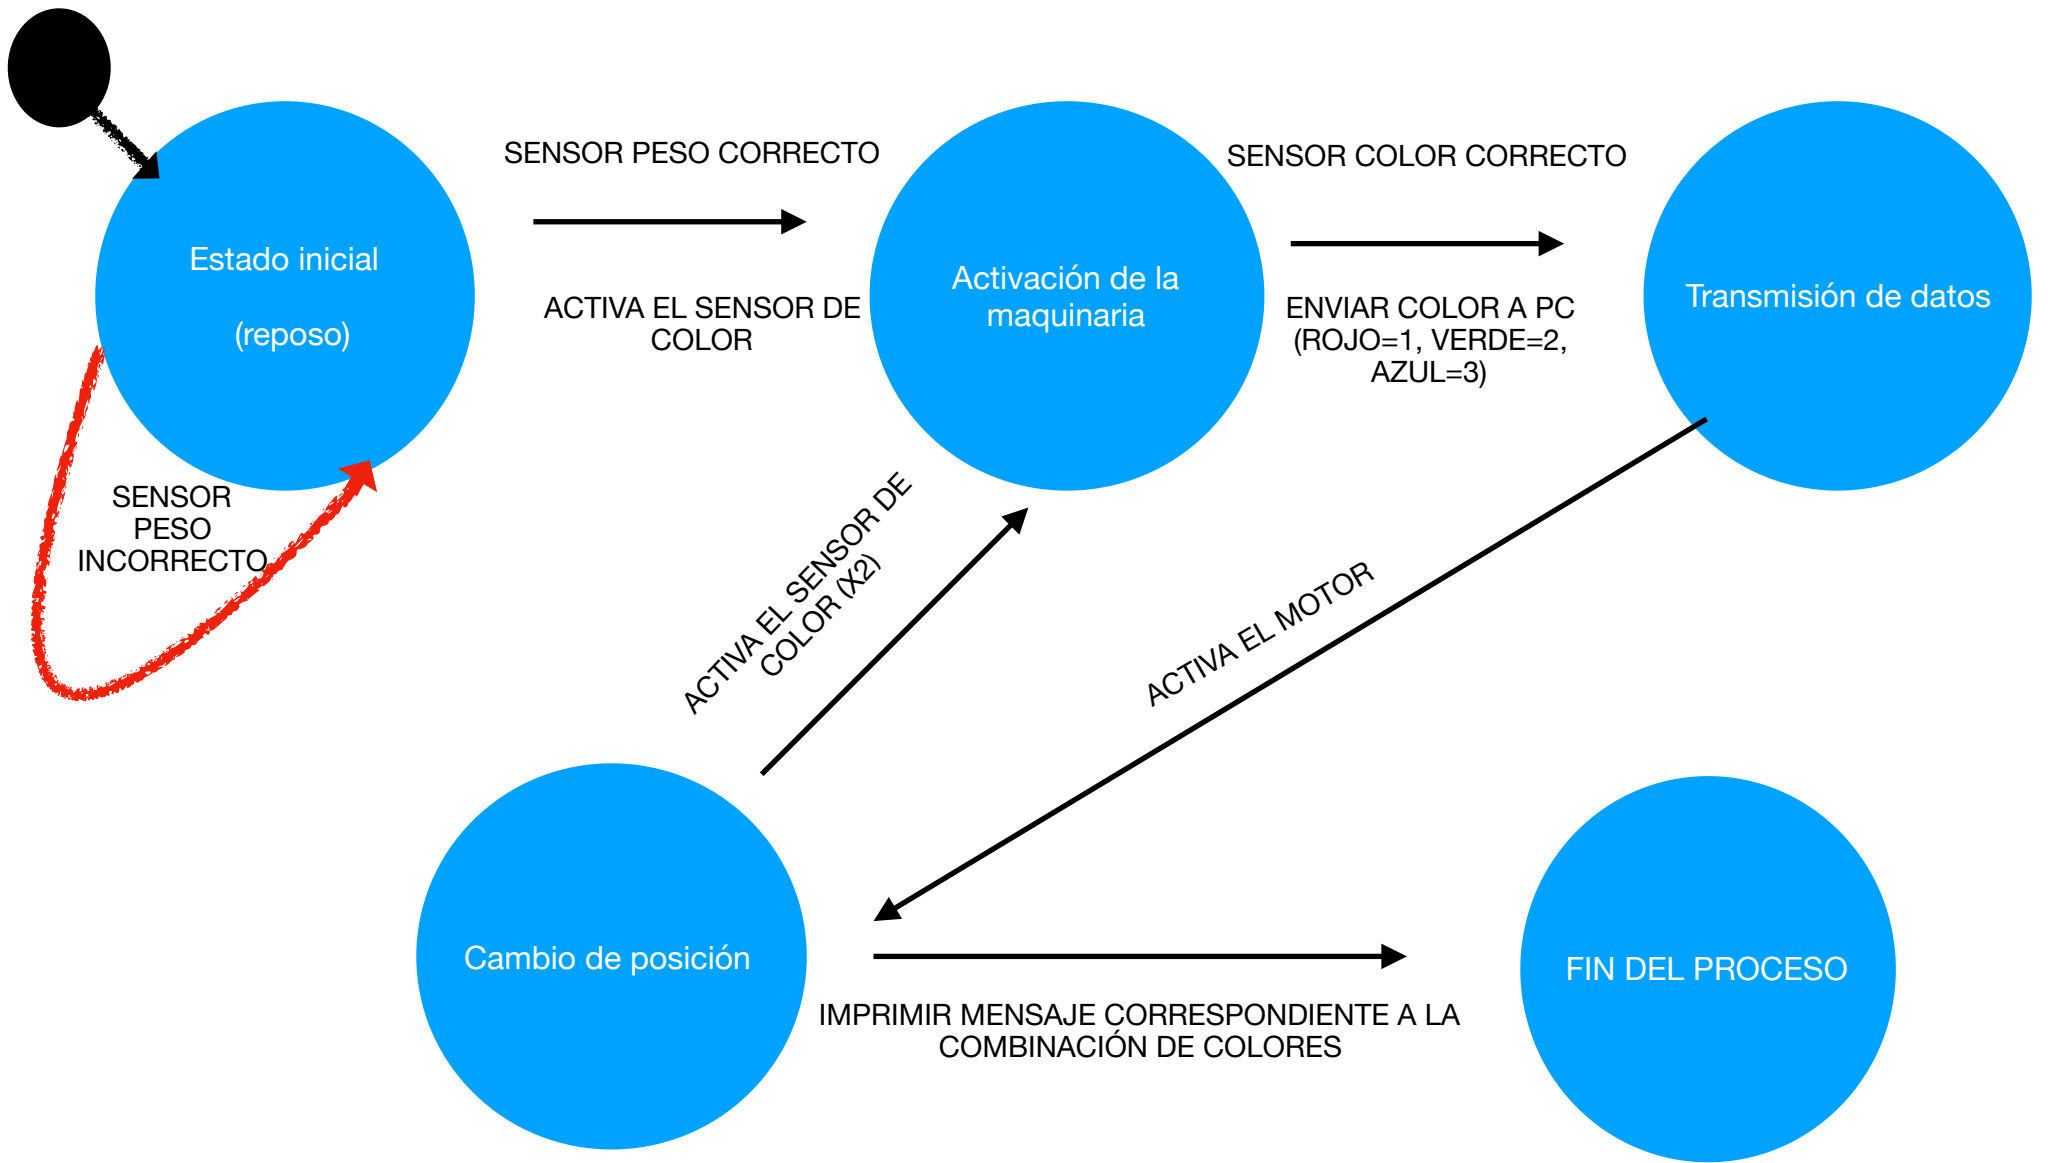 SENSOR PESO CORRECTO
SENSOR COLOR CORRECTO
Estado inicial
(reposo)
ACTIVA EL SENSOR DE
COLOR
Activación de la
maquinaria
ENVIAR COLOR A PC
(ROJO=1, VERDE=2,
AZUL=3)
Transmisión de datos
SENSOR
PESO
INCORRECTO
ACTIVA EL SENSOR DE
COLOR (X2)
ACTIVA EL MOTOR
Cambio de posición
FIN DEL PROCESO
IMPRIMIR MENSAJE CORRESPONDIENTE A LA
COMBINACIÓN DE COLORES